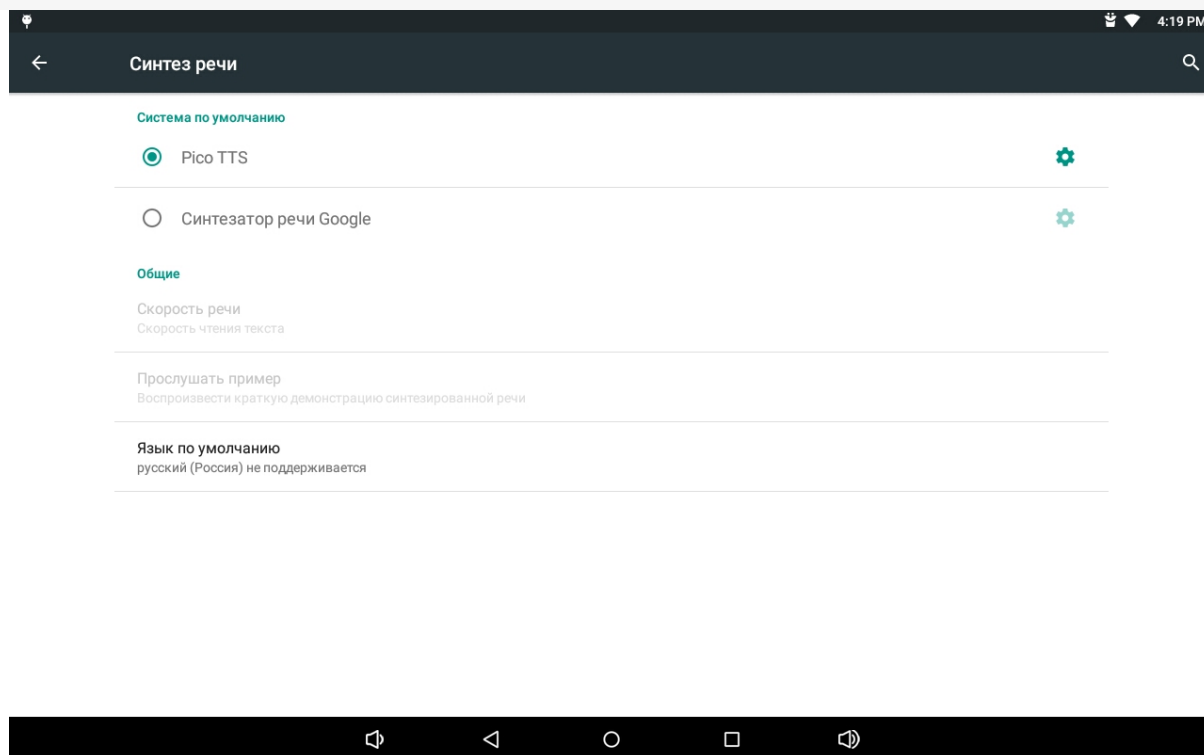 4:19 PM
Синтез речи
Система по умолчанию
Pico TTS
Синтезатор речи Google
Общие
Скорость речи
Скорость чтения текста
Прослушать пример
Воспроизвести краткую демонстрацию синтезированной речи
Язык по умолчанию
русский (Россия) не поддерживается